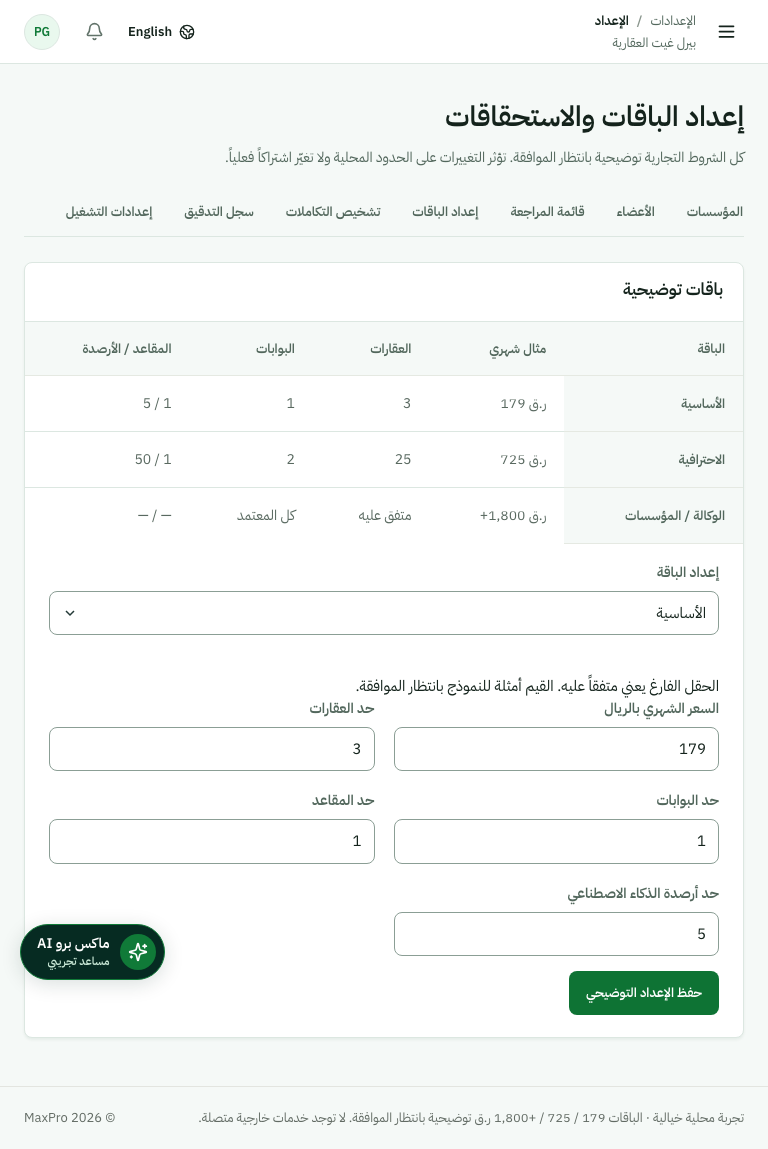 الإعدادات / الإعداد
بيرل غيت العقارية
English
PG
إعداد الباقات والاستحقاقات
كل الشروط التجارية توضيحية بانتظار الموافقة. تؤثر التغييرات على الحدود المحلية ولا تغيّر اشتراكاً فعلياً.
المؤسسات الأعضاء قائمة المراجعة إعداد الباقات تشخيص التكاملات سجل التدقيق إعدادات التشغيل
باقات توضيحية
الباقة مثال شهري العقارات البوابات المقاعد / الأرصدة
الأساسية ر.ق 179 3 1 1 / 5
الاحترافية ر.ق 725 25 2 1 / 50
الوكالة / المؤسسات ر.ق 1,800+ متفق عليه كل المعتمد — / —
إعداد الباقة
الأساسية
الحقل الفارغ يعني متفقاً عليه. القيم أمثلة للنموذج بانتظار الموافقة.
السعر الشهري بالريال حد العقارات
179 3
حد البوابات حد المقاعد
1 1
حد أرصدة الذكاء الاصطناعي
5
ماكس برو AI
مساعد تجريبي
حفظ الإعداد التوضيحي
تجربة محلية خيالية · الباقات 179 / 725 / +1,800 ر.ق توضيحية بانتظار الموافقة. لا توجد خدمات خارجية متصلة.
MaxPro 2026 ©